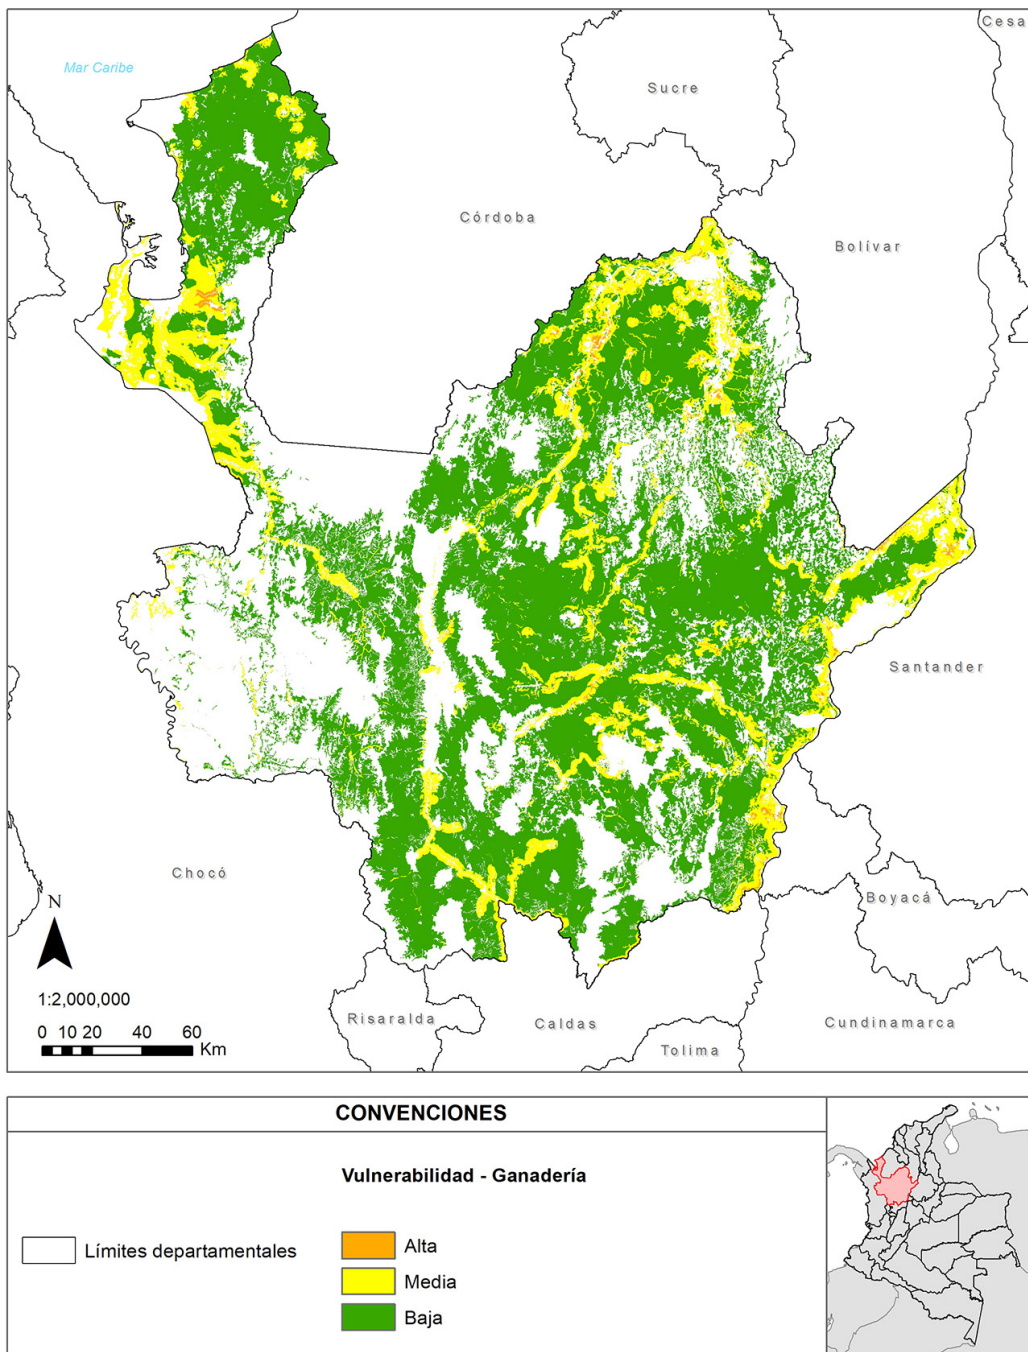 Cesa
Mar Caribe
Sucre
Córdoba
Bolívar
Santander
Chocó
Boyacá
N
1:2,000,000
0 10 20 40 60
Km
Risaralda
Caldas
Cundinamarca
Tolima
CONVENCIONES
Vulnerabilidad - Ganadería
Límites departamentales
Alta
Media
Baja